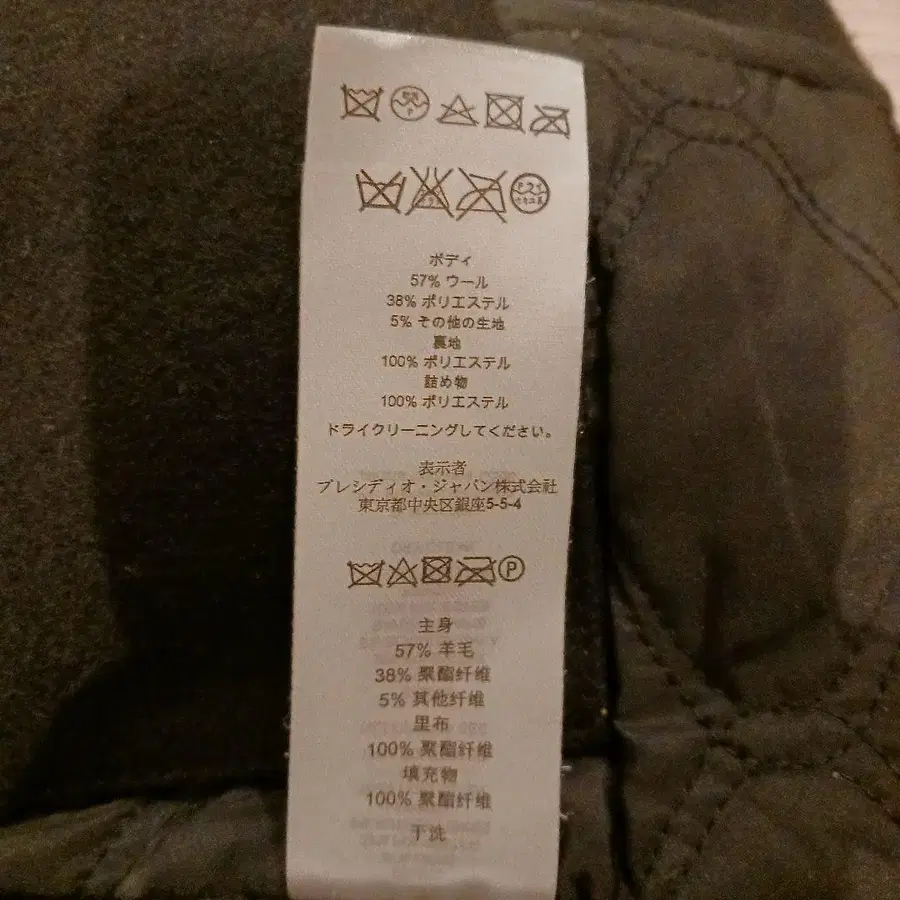 ボディ
57% ウール
38% ポリエステル
5% その他の生地
裏地
100% ポリエステル
詰め物
100% ポリエステル
ドライクリーニングしてください。
表示者
プレシディオ・ジャパン株式会社
東京都中央区銀座5-5-4
P
主身
57% 羊毛
38% 聚酯纤维
5% 其他纤维
里布
100% 聚酯纤维
填充物
100% 聚酯纤维
干洗